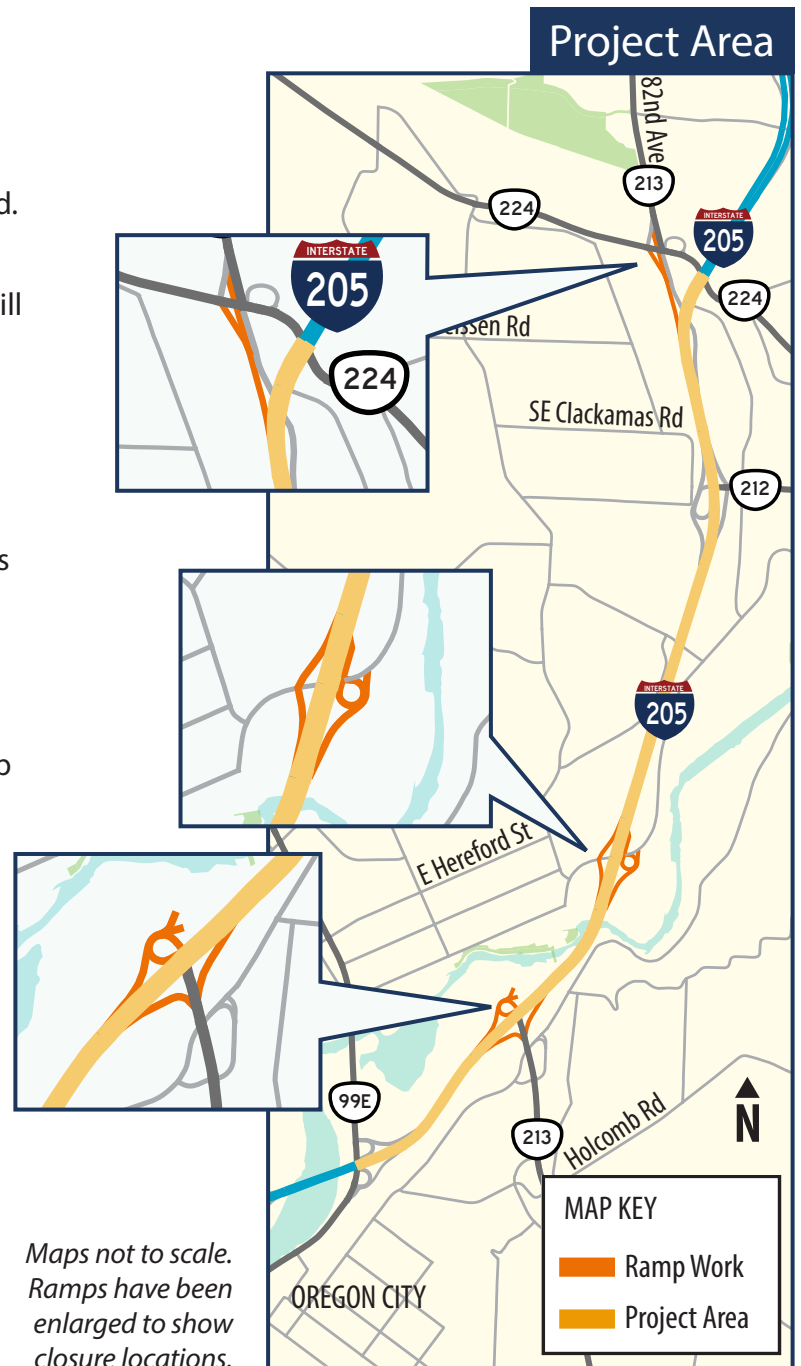 Project Area
d.
ill
s
p
82nd Ave
213
224
INTERSTATE
205
224
INTERSTATE
205
224
Rd
SE Clackamas Rd
212
INTERSTATE
205
E Hereford St
99E
213
Holcomb Rd
N
OREGON CITY
MAP KEY
Ramp Work
Project Area
Maps not to scale.
Ramps have been
enlarged to show
closure locations.